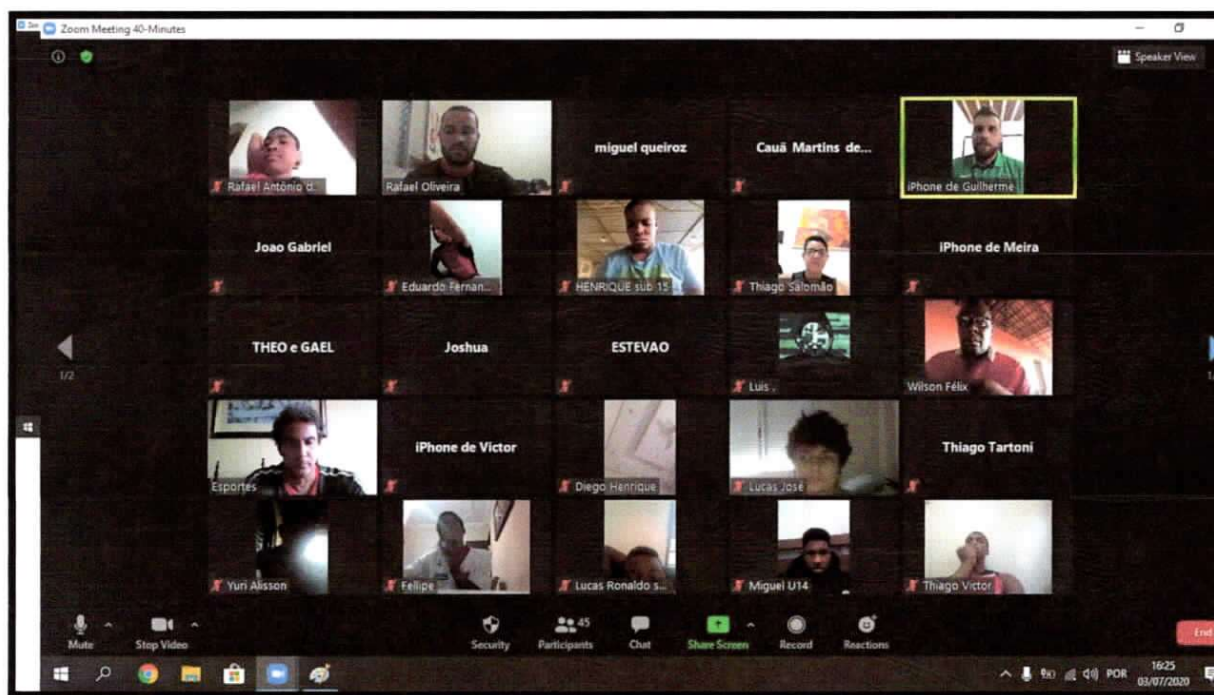 Zoom Meeting 40-Minutes
Speaker View
Rafael Antônio d...
Rafael Oliveira
miguel queiroz
Cauã Martins de...
iPhone de Guilherme
Joao Gabriel
Eduardo Fernan...
HENRIQUE sub 15
Thiago Salomão
iPhone de Meira
THEO e GAEL
Joshua
ESTEVAO
Luis .
Wilson Félix
1/2
Esportes
iPhone de Victor
Diego Henrique
Lucas José
Thiago Tartoni
Yuri Alisson
Fellipe
Lucas Ronaldo s...
Miguel U14
Thiago Victor
Mute
Stop Video
Security
45
Participants
Chat
Share Screen
Record
Reactions
End
POR
16:25
03/07/2020